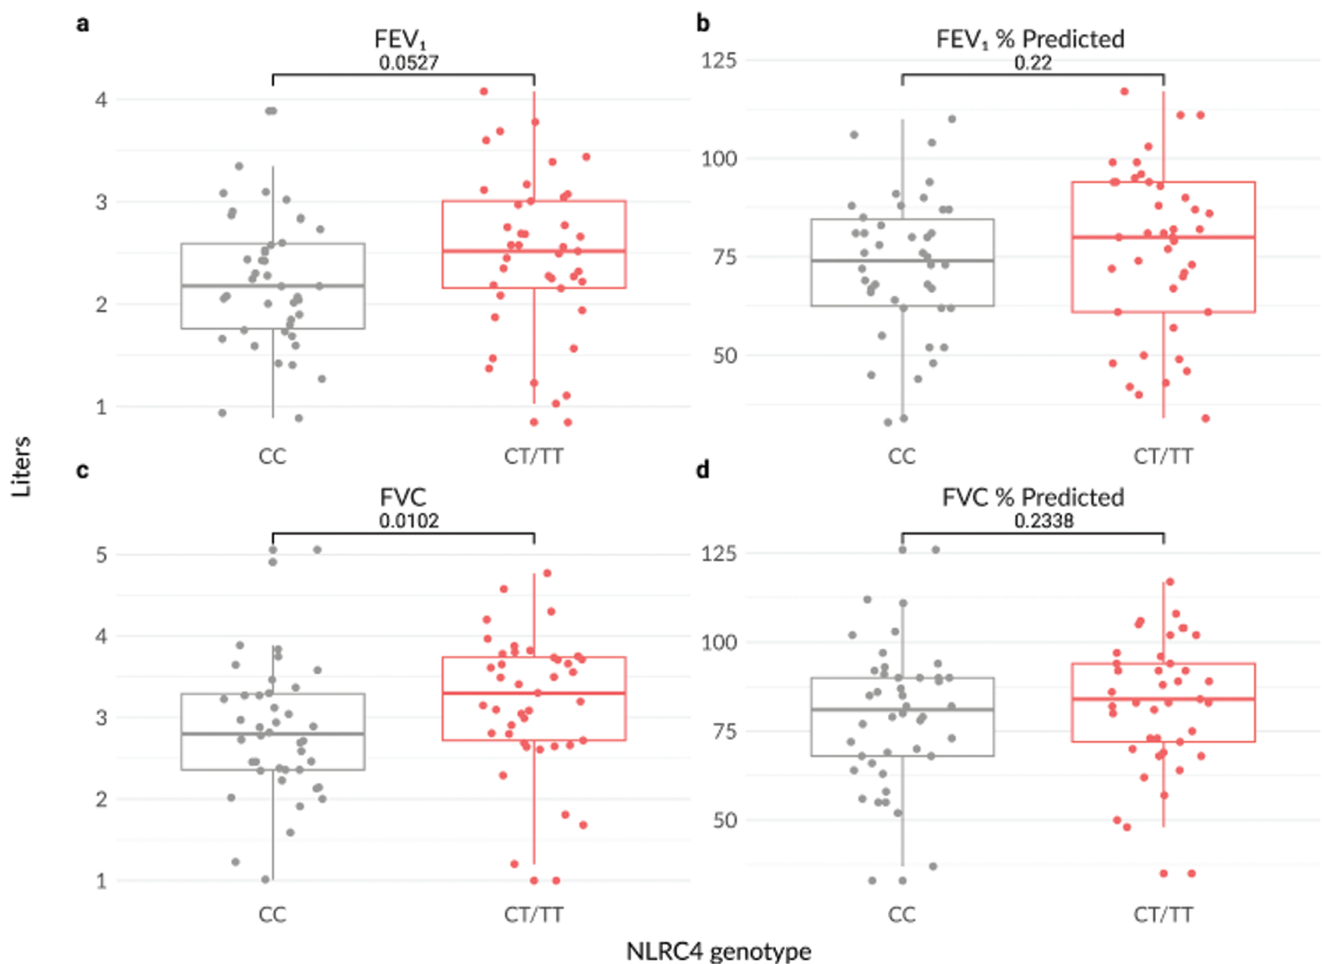 a
FEV₁
0.0527
4
3
2
1
CC
CT/TT
b
FEV₁ % Predicted
0.22
125
100
75
50
CC
CT/TT
Liters
c
FVC
0.0102
5
4
3
2
1
CC
CT/TT
d
FVC % Predicted
0.2338
125
100
75
50
CC
CT/TT
NLRC4 genotype